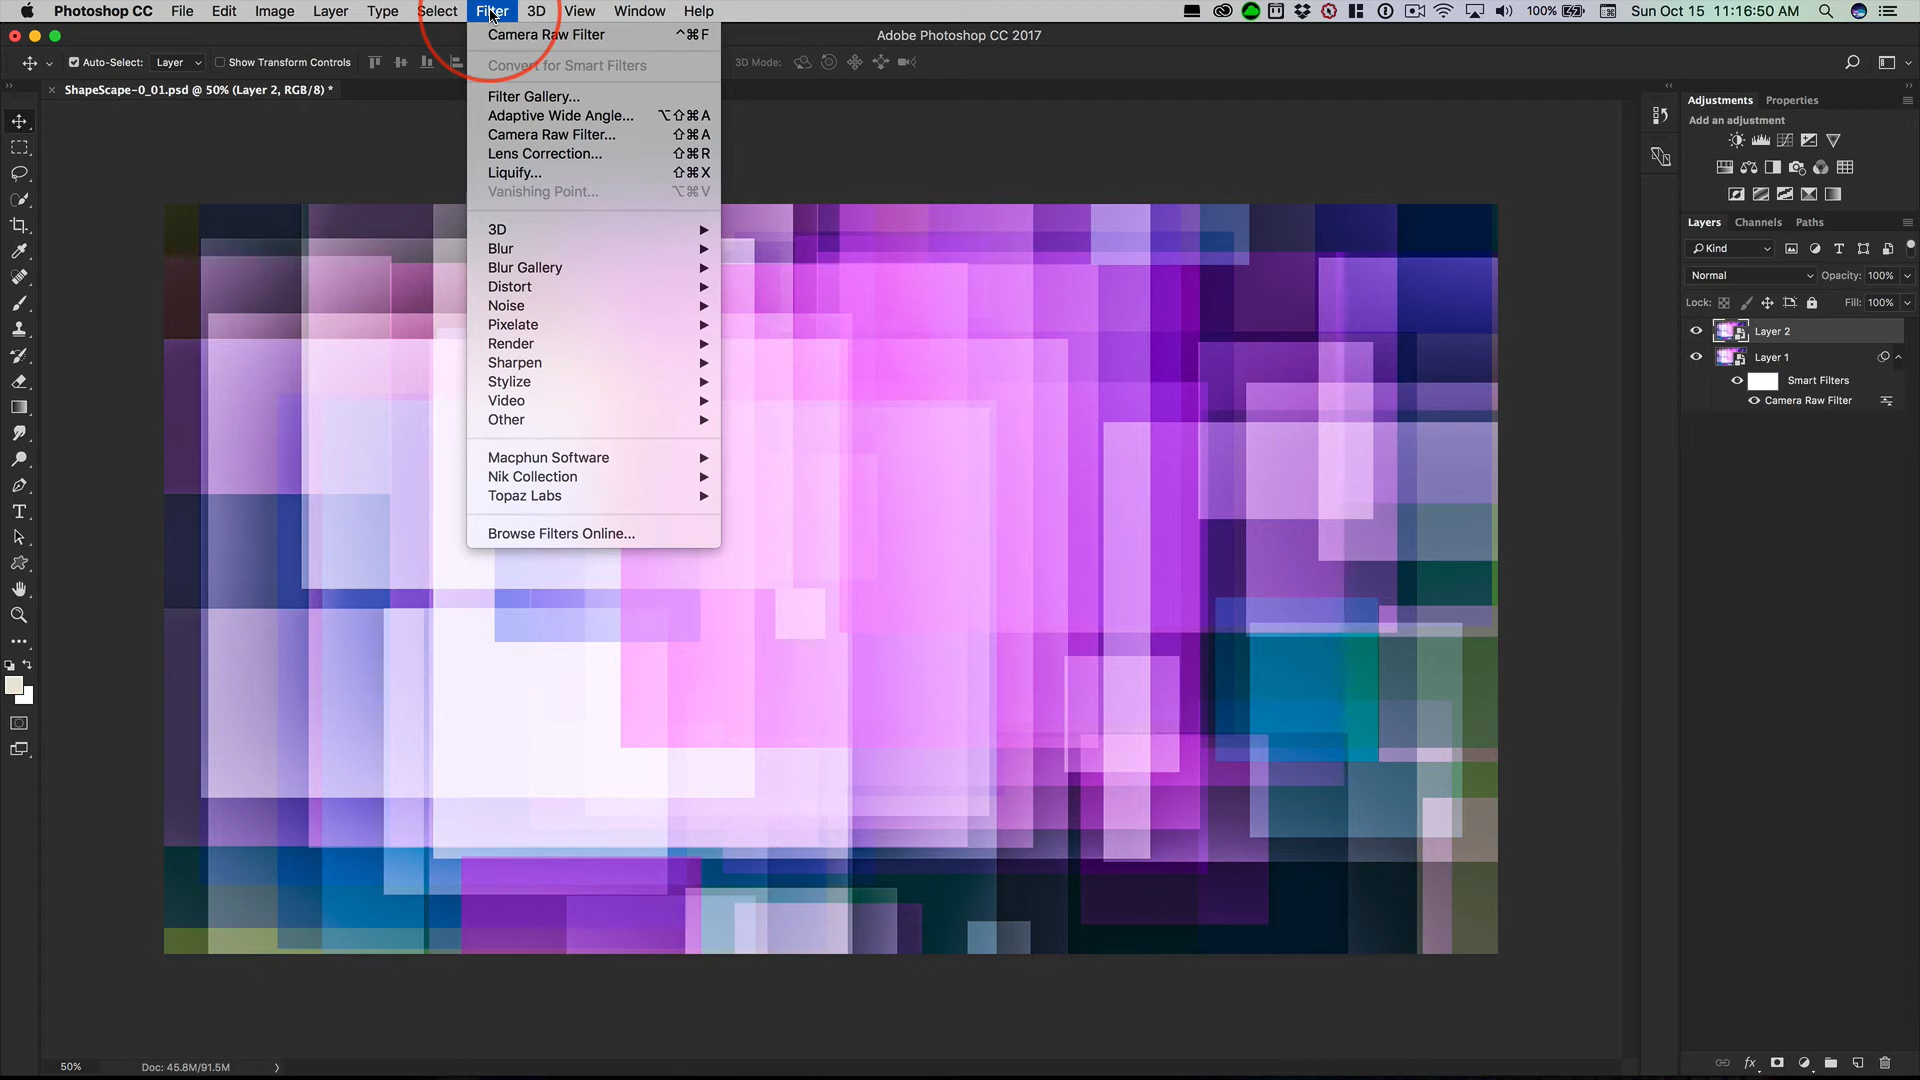 Photoshop CC File Edit Image Layer Type Select Filter 3D View Window Help 100% Sun Oct 15 11:16:50 AM
Adobe Photoshop CC 2017
Auto-Select: Layer Show Transform Controls 3D Mode:
ShapeScape-0_01.psd @ 50% (Layer 2, RGB/8) *
Camera Raw Filter ^⌘F
Convert for Smart Filters
Filter Gallery...
Adaptive Wide Angle... ⌥⇧⌘A
Camera Raw Filter... ⇧⌘A
Lens Correction... ⇧⌘R
Liquify... ⇧⌘X
Vanishing Point... ⌥⌘V
3D
Blur
Blur Gallery
Distort
Noise
Pixelate
Render
Sharpen
Stylize
Video
Other
Macphun Software
Nik Collection
Topaz Labs
Browse Filters Online...
Adjustments Properties
Add an adjustment
Layers Channels Paths
Kind
Normal Opacity: 100%
Lock: Fill: 100%
Layer 2
Layer 1
Smart Filters
Camera Raw Filter
50% Doc: 45.8M/91.5M